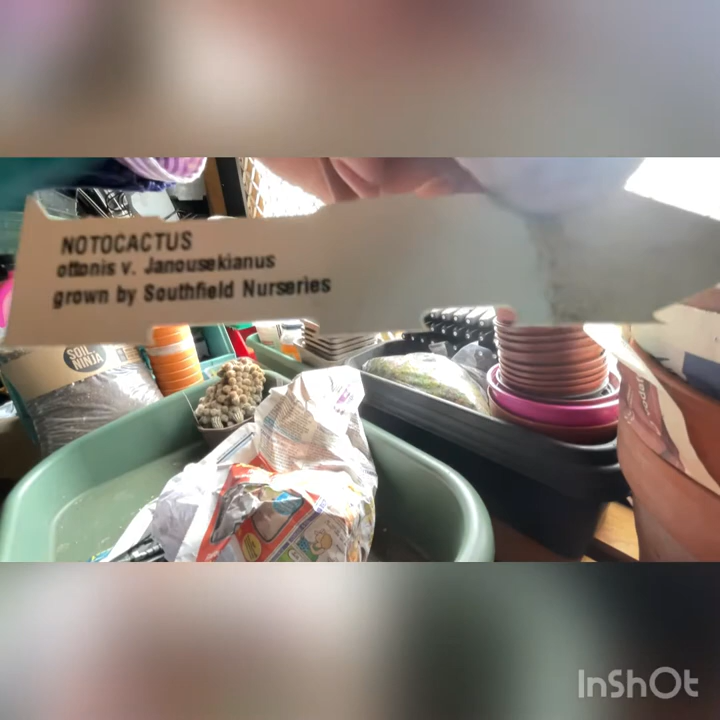 NOTOCACTUS
ottonis v. Janousekianus
grown by Southfield Nurseries
SOIL
NINJA
InShOt